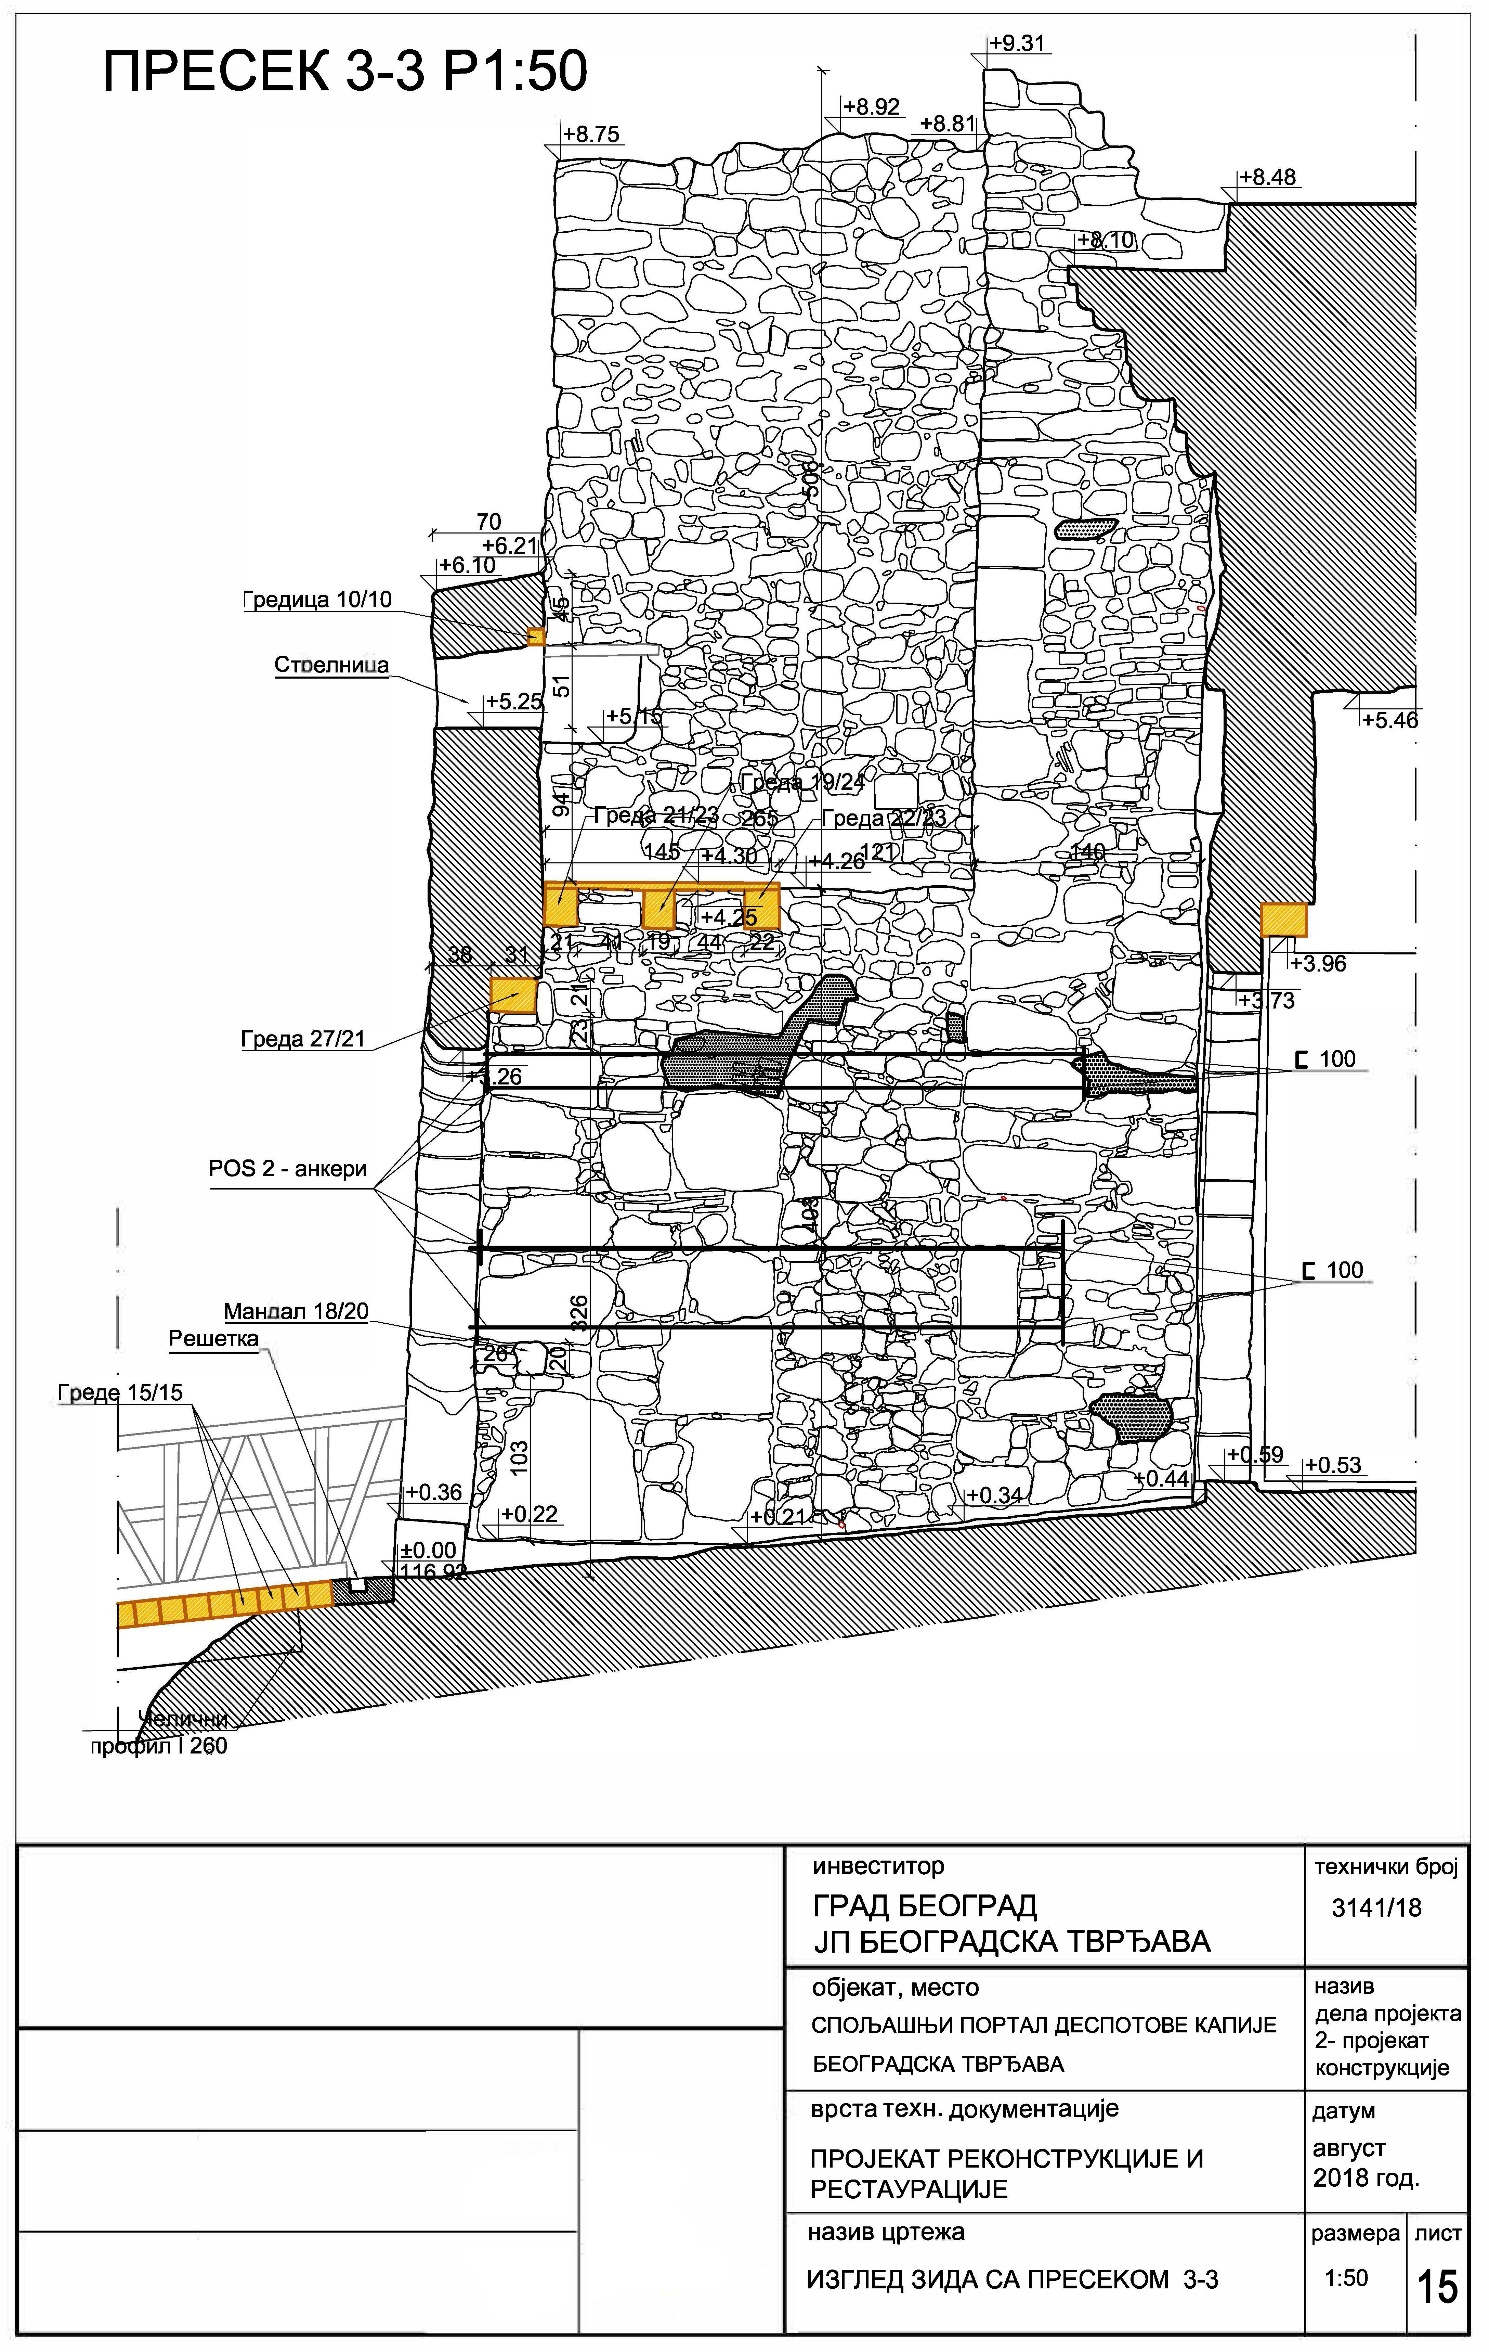 ПРЕСЕК 3-3 Р1:50
+9.31
+8.92
+8.81
+8.75
+8.48
+8.10
506
70
+6.21
+6.10
Гредица 10/10
45
Стрелница
51
+5.25
+5.15
+5.46
Греда 19/24
94
Греда 21/23
265
Греда 22/23
145
+4.30
+4.26
121
140
+4.25
21
41
19
44
22
38
31
+3.96
21
+3.73
23
Греда 27/21
100
POS 2 - анкери
403
100
Мандал 18/20
326
Решетка
26
20
Греде 15/15
103
+0.59
+0.53
+0.44
+0.36
+0.34
+0.22
+0.21
±0.00
116.92
Челични
профил I 260
инвеститор
ГРАД БЕОГРАД
ЈП БЕОГРАДСКА ТВРЂАВА
технички број
3141/18
објекат, место
СПОЉАШЊИ ПОРТАЛ ДЕСПОТОВЕ КАПИЈЕ
БЕОГРАДСКА ТВРЂАВА
назив
дела пројекта
2- пројекат
конструкције
врста техн. документације
ПРОЈЕКАТ РЕКОНСТРУКЦИЈЕ И
РЕСТАУРАЦИЈЕ
датум
август
2018 год.
назив цртежа
ИЗГЛЕД ЗИДА СА ПРЕСЕКОМ 3-3
размера
1:50
лист
15